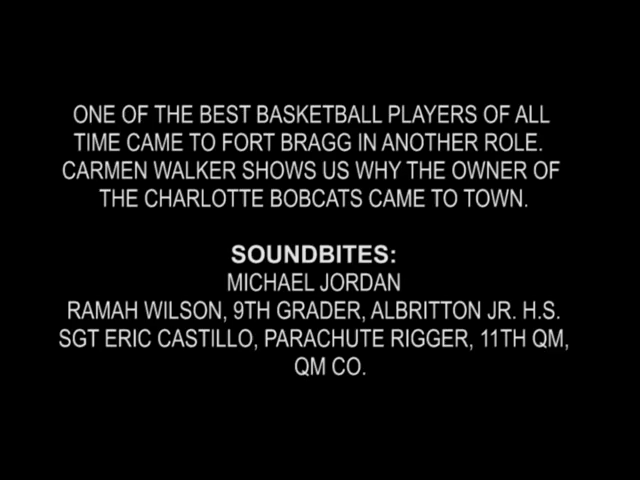 ONE OF THE BEST BASKETBALL PLAYERS OF ALL
TIME CAME TO FORT BRAGG IN ANOTHER ROLE.
CARMEN WALKER SHOWS US WHY THE OWNER OF
THE CHARLOTTE BOBCATS CAME TO TOWN.
SOUNDBITES:
MICHAEL JORDAN
RAMAH WILSON, 9TH GRADER, ALBRITTON JR. H.S.
SGT ERIC CASTILLO, PARACHUTE RIGGER, 11TH QM,
QM CO.